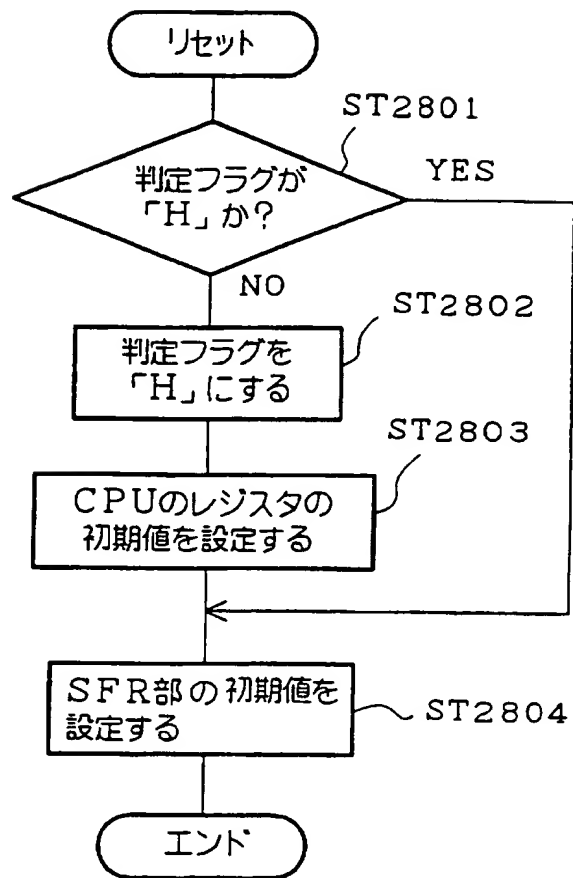 リセット
ST2801
判定フラグが
「H」か?
YES
NO
ST2802
判定フラグを
「H」にする
ST2803
CPUのレジスタの
初期値を設定する
SFR部の初期値を
設定する
ST2804
エンド